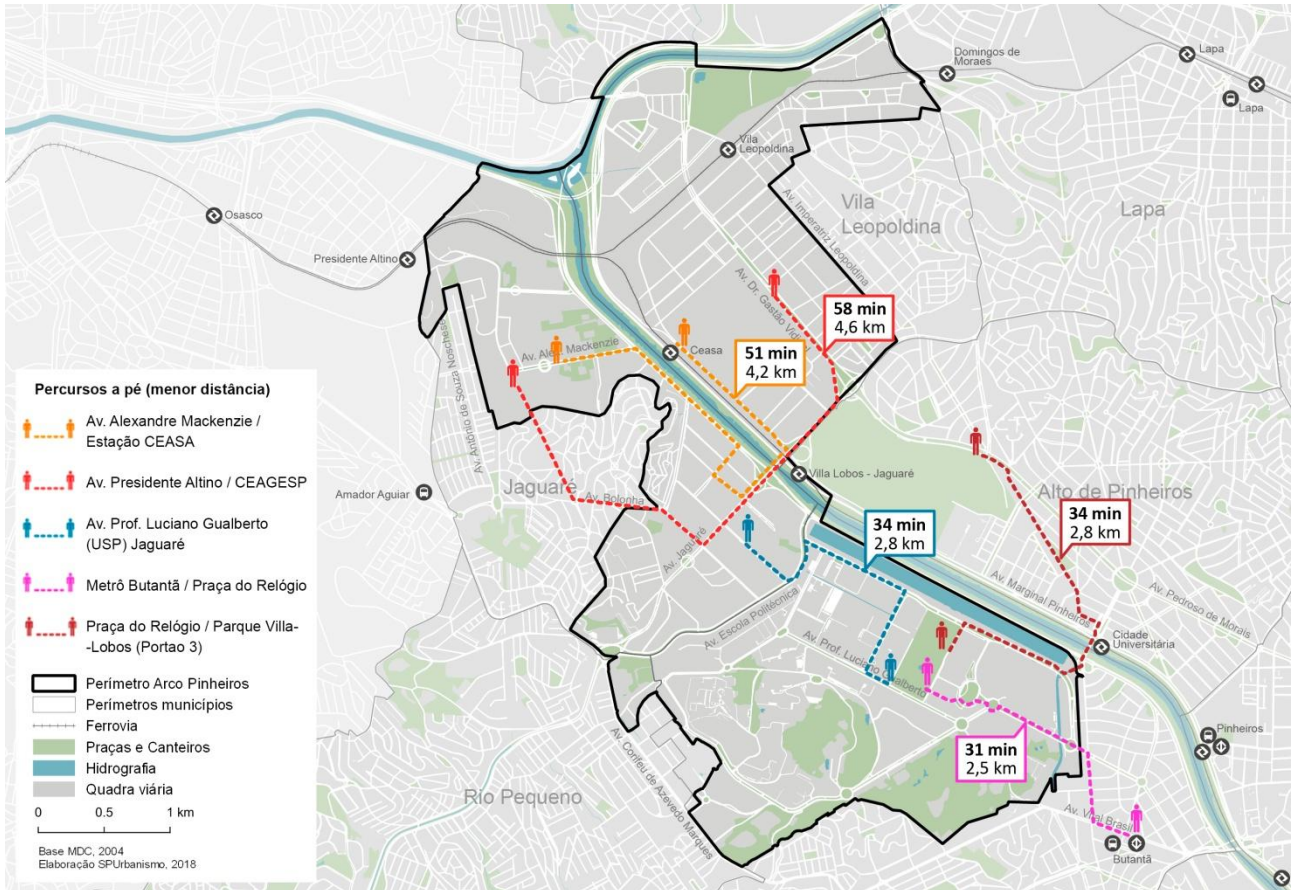 Domingos de
Moraes
Lapa
Lapa
Vila
Leopoldina
Osasco
Presidente Altino
Av. Imperatriz Leopoldina
Vila
Leopoldina
Lapa
Av. Dr. Gastão Vidigal
58 min
4,6 km
Av. Alex. Mackenzie
Ceasa
51 min
4,2 km
Av. Antônio de Souza Noschese
Percursos a pé (menor distância)
Av. Alexandre Mackenzie /
Estação CEASA
Av. Presidente Altino / CEAGESP
Av. Prof. Luciano Gualberto
(USP) Jaguaré
Metrô Butantã / Praça do Relógio
Praça do Relógio / Parque Villa-
-Lobos (Portao 3)
Perímetro Arco Pinheiros
Perímetros municípios
Ferrovia
Praças e Canteiros
Hidrografia
Quadra viária
0 0.5 1 km
Base MDC, 2004
Elaboração SPUrbanismo, 2018
Amador Aguiar
Jaguaré
Av. Bolonha
Av. Jaguaré
Villa Lobos - Jaguaré
Alto de Pinheiros
34 min
2,8 km
34 min
2,8 km
Av. Marginal Pinheiros
Av. Pedroso de Morais
Av. Escola Politécnica
Av. Prof. Luciano Gualberto
Cidade
Universitária
Pinheiros
31 min
2,5 km
Av. Corifeu de Azevedo Marques
Rio Pequeno
Av. Vital Brasil
Butantã